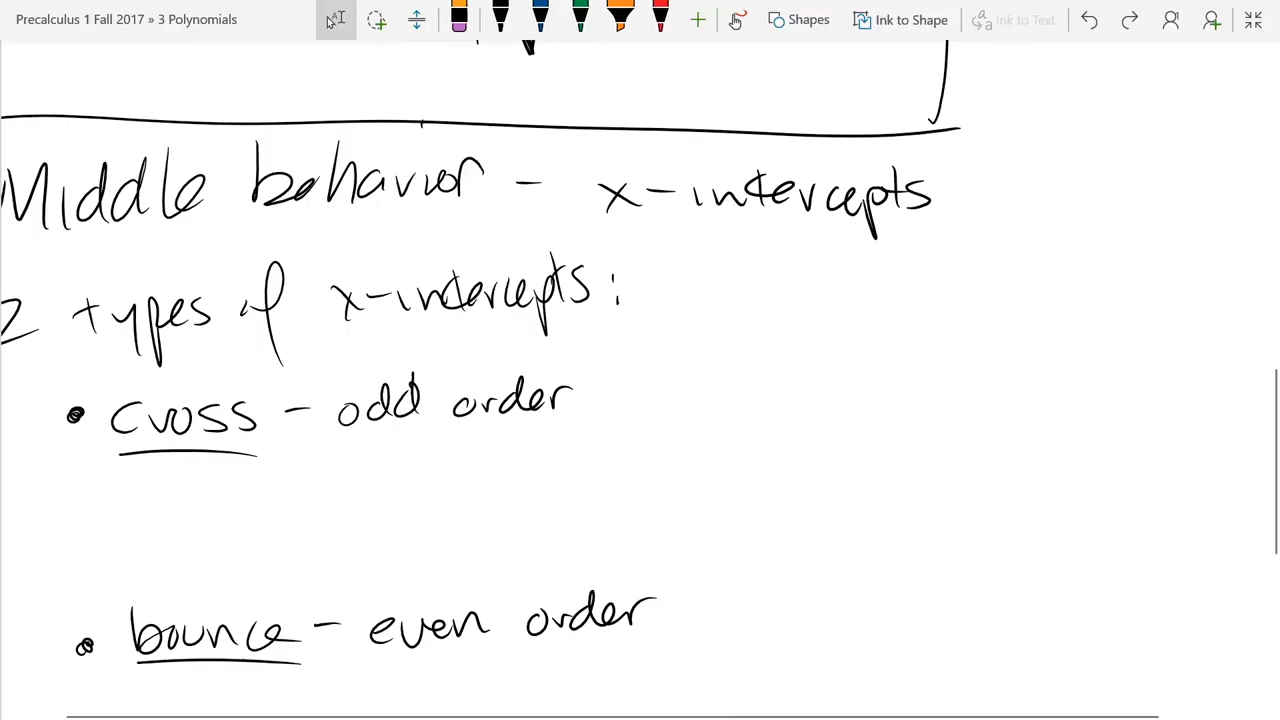 Precalculus 1 Fall 2017 » 3 Polynomials
Shapes
Ink to Shape
Ink to Text
Middle behavior - x-intercepts
2 types of x-intercepts:
• cross - odd order
• bounce - even order